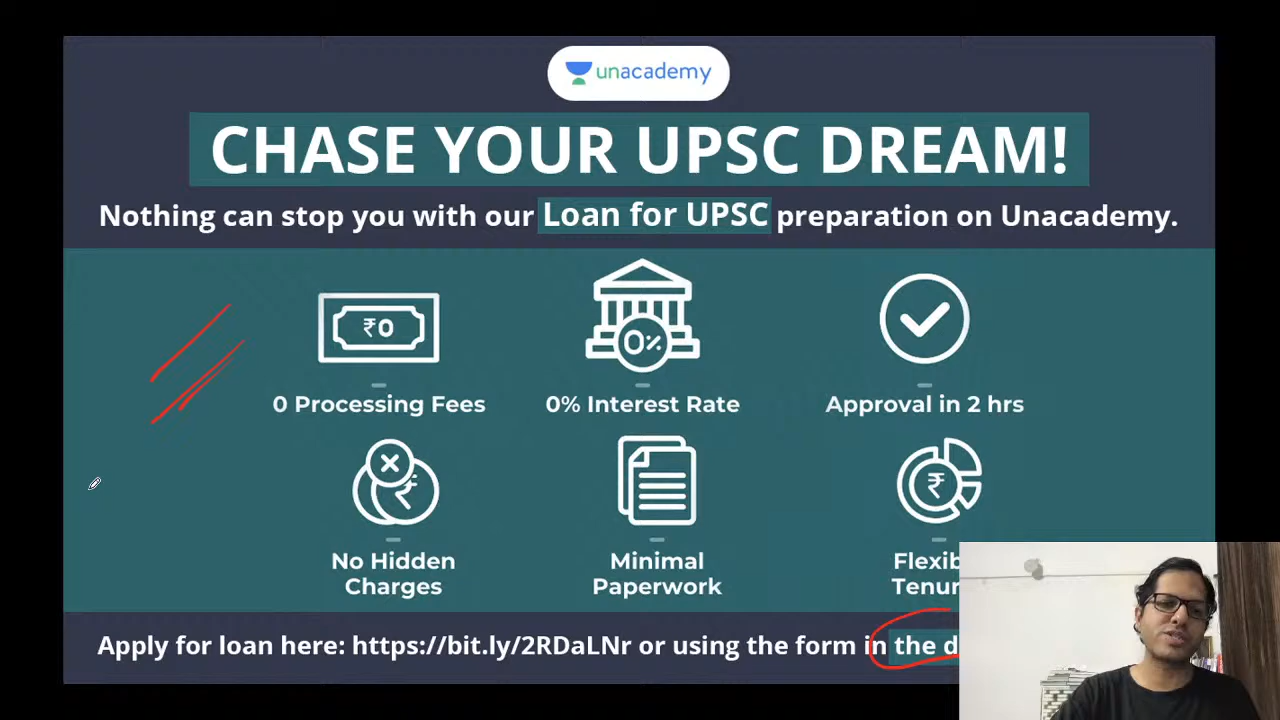 unacademy
CHASE YOUR UPSC DREAM!
Nothing can stop you with our Loan for UPSC preparation on Unacademy.
₹0
0%
0 Processing Fees
0% Interest Rate
Approval in 2 hrs
₹
₹
No Hidden
Charges
Minimal
Paperwork
Apply for loan here: https://bit.ly/2RDaLNr or using the form in the